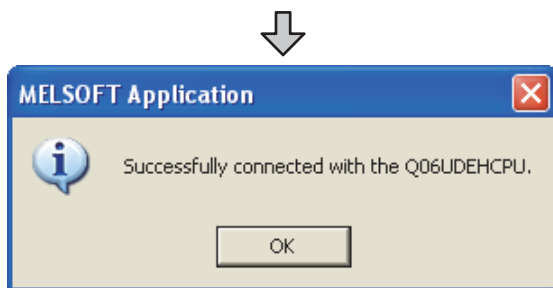 MELSOFT Application
Successfully connected with the Q06UDEHCPU.
OK